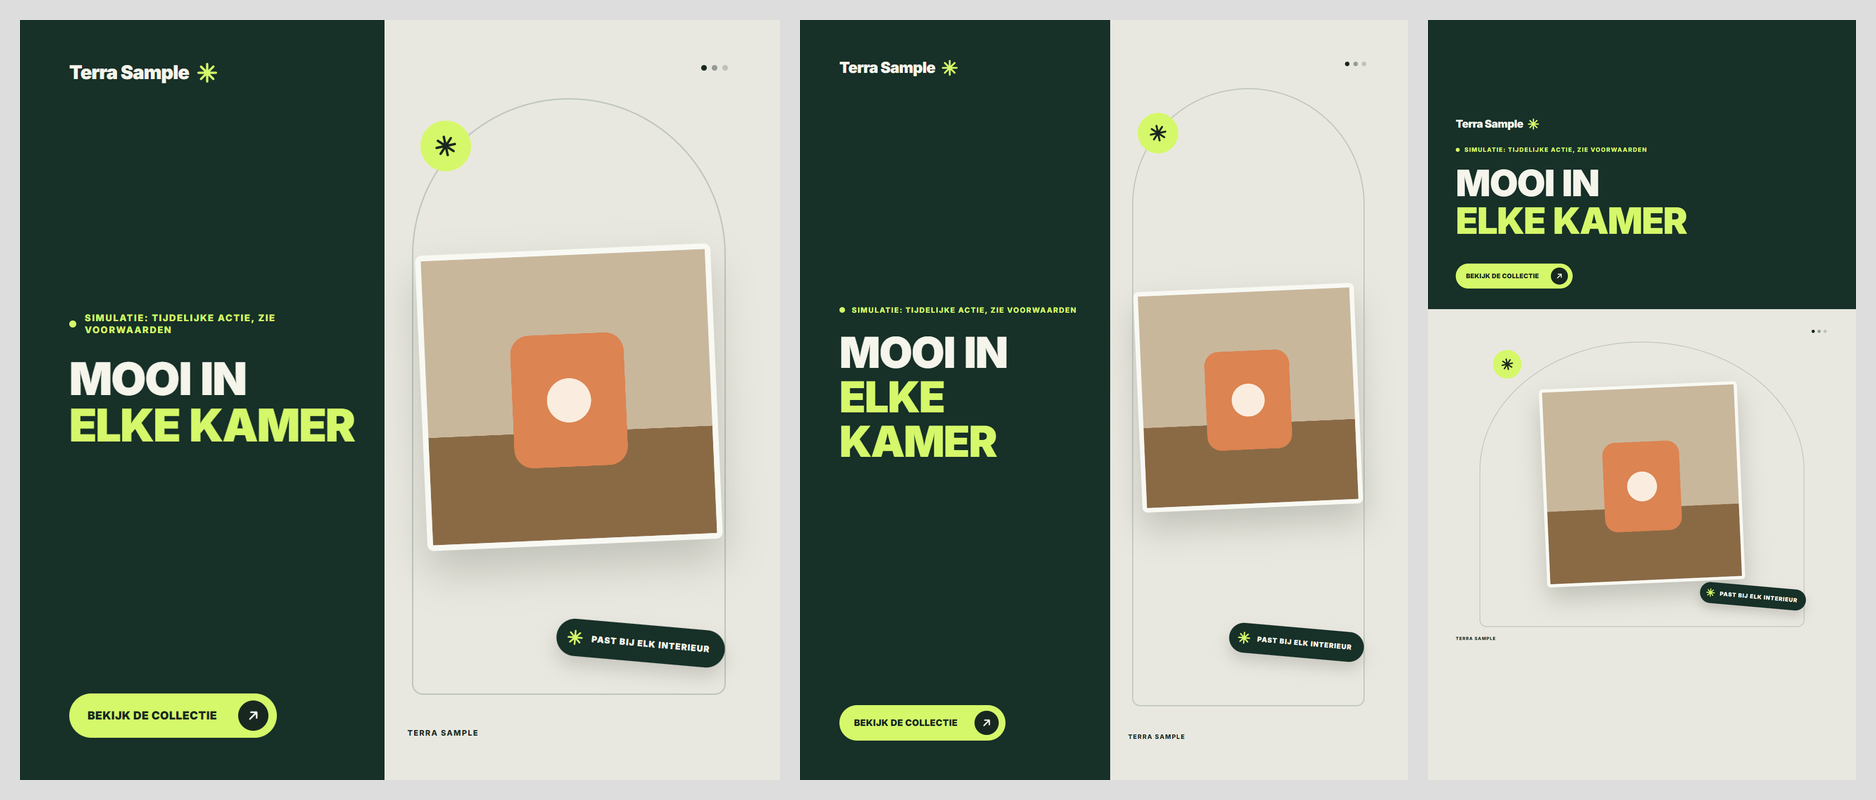 Terra Sample
SIMULATIE: TIJDELIJKE ACTIE, ZIE
VOORWAARDEN
MOOI IN
ELKE KAMER
BEKIJK DE COLLECTIE
PAST BIJ ELK INTERIEUR
TERRA SAMPLE
Terra Sample
SIMULATIE: TIJDELIJKE ACTIE, ZIE VOORWAARDEN
MOOI IN
ELKE
KAMER
BEKIJK DE COLLECTIE
PAST BIJ ELK INTERIEUR
TERRA SAMPLE
Terra Sample
SIMULATIE: TIJDELIJKE ACTIE, ZIE VOORWAARDEN
MOOI IN
ELKE KAMER
BEKIJK DE COLLECTIE
PAST BIJ ELK INTERIEUR
TERRA SAMPLE